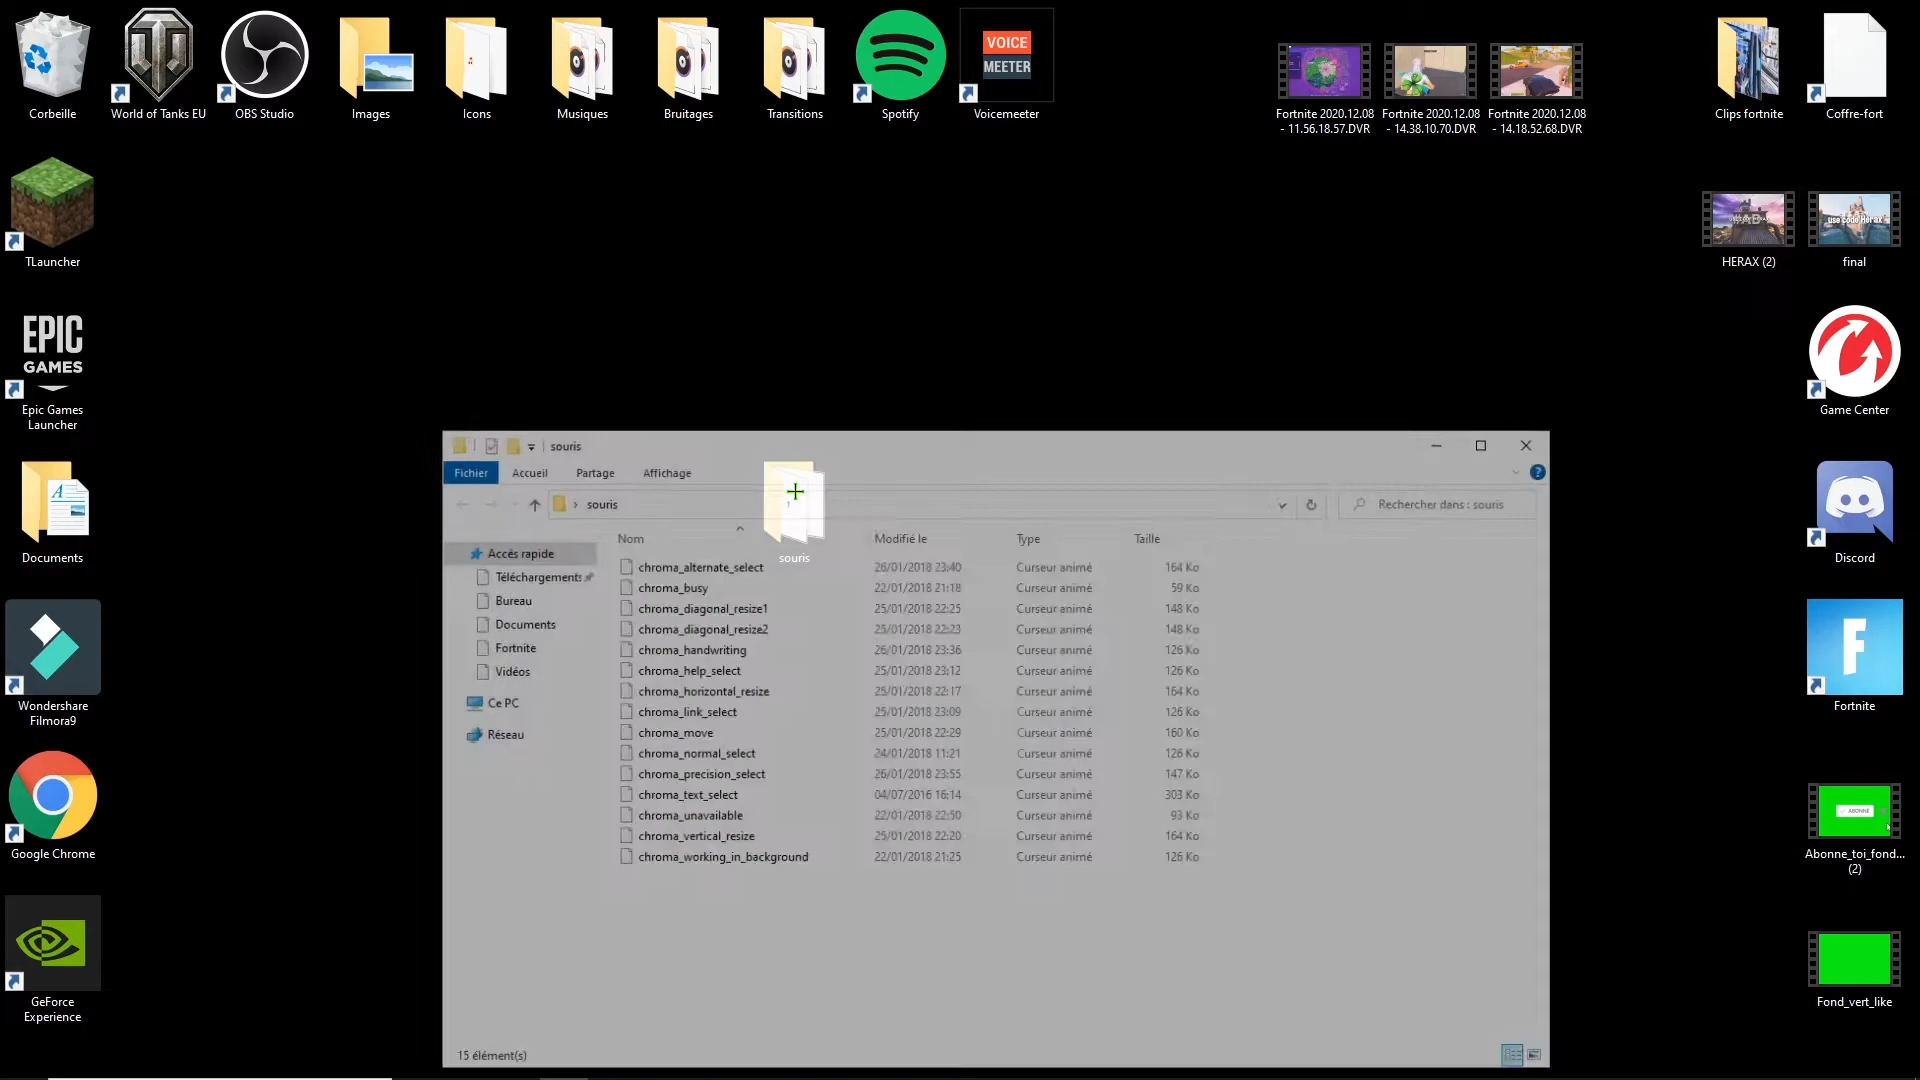 Corbeille
World of Tanks EU
OBS Studio
Images
Icons
Musiques
Bruitages
Transitions
Spotify
VOICE
MEETER
Voicemeeter
Fortnite 2020.12.08
- 11.56.18.57.DVR
Fortnite 2020.12.08
- 14.38.10.70.DVR
Fortnite 2020.12.08
- 14.18.52.68.DVR
Clips fortnite
Coffre-fort
TLauncher
HERAX (2)
use code Herax
final
EPIC
GAMES
Epic Games
Launcher
Game Center
souris
Fichier
Accueil
Partage
Affichage
souris
Rechercher dans : souris
Nom
Modifié le
Type
Taille
souris
Documents
Discord
Accès rapide
Téléchargements
Bureau
Documents
Fortnite
Vidéos
Ce PC
Réseau
chroma_alternate_select 26/01/2018 23:40 Curseur animé 164 Ko
chroma_busy 22/01/2018 21:18 Curseur animé 59 Ko
chroma_diagonal_resize1 25/01/2018 22:25 Curseur animé 148 Ko
chroma_diagonal_resize2 25/01/2018 22:23 Curseur animé 148 Ko
chroma_handwriting 26/01/2018 23:36 Curseur animé 126 Ko
chroma_help_select 25/01/2018 23:12 Curseur animé 126 Ko
chroma_horizontal_resize 25/01/2018 22:17 Curseur animé 164 Ko
chroma_link_select 25/01/2018 23:09 Curseur animé 126 Ko
chroma_move 25/01/2018 22:29 Curseur animé 160 Ko
chroma_normal_select 24/01/2018 11:21 Curseur animé 126 Ko
chroma_precision_select 26/01/2018 23:55 Curseur animé 147 Ko
chroma_text_select 04/07/2016 16:14 Curseur animé 303 Ko
chroma_unavailable 22/01/2018 22:50 Curseur animé 93 Ko
chroma_vertical_resize 25/01/2018 22:20 Curseur animé 164 Ko
chroma_working_in_background 22/01/2018 21:25 Curseur animé 126 Ko
15 élément(s)
Wondershare
Filmora9
F
Fortnite
Google Chrome
ABONNÉ
Abonne_toi_fond...
(2)
GeForce
Experience
Fond_vert_like